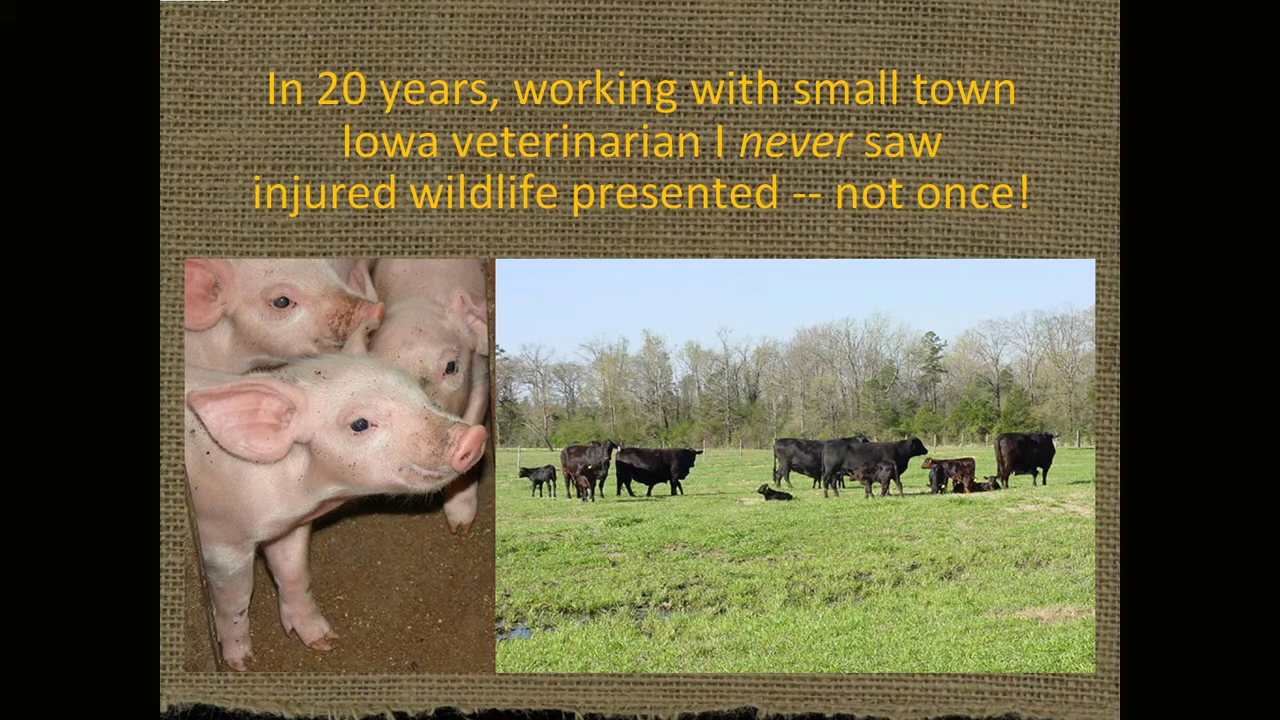 In 20 years, working with small town
Iowa veterinarian I never saw
injured wildlife presented -- not once!